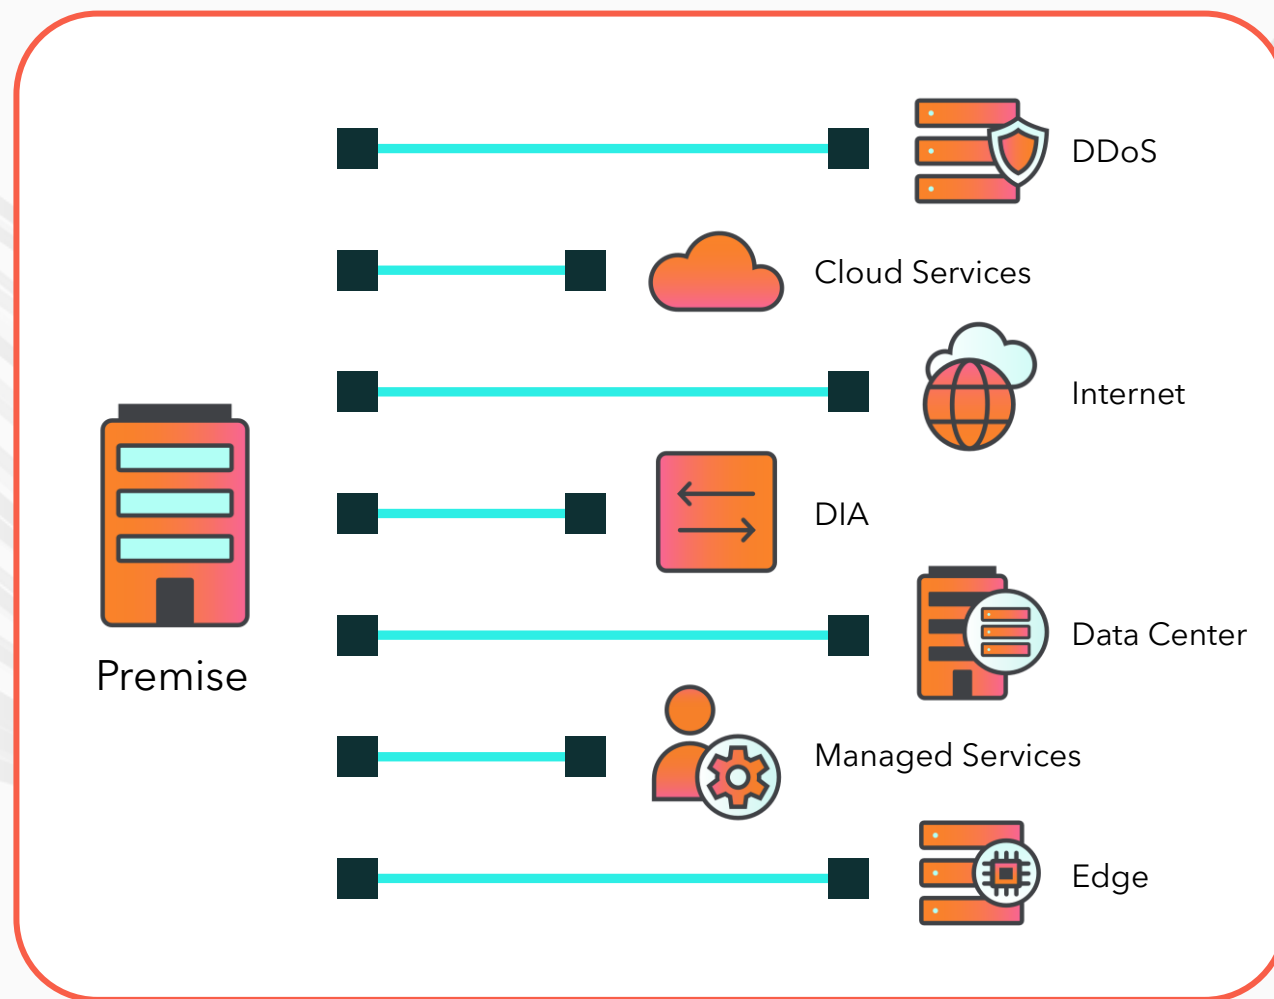 DDoS
Cloud Services
Internet
DIA
Data Center
Premise
Managed Services
Edge